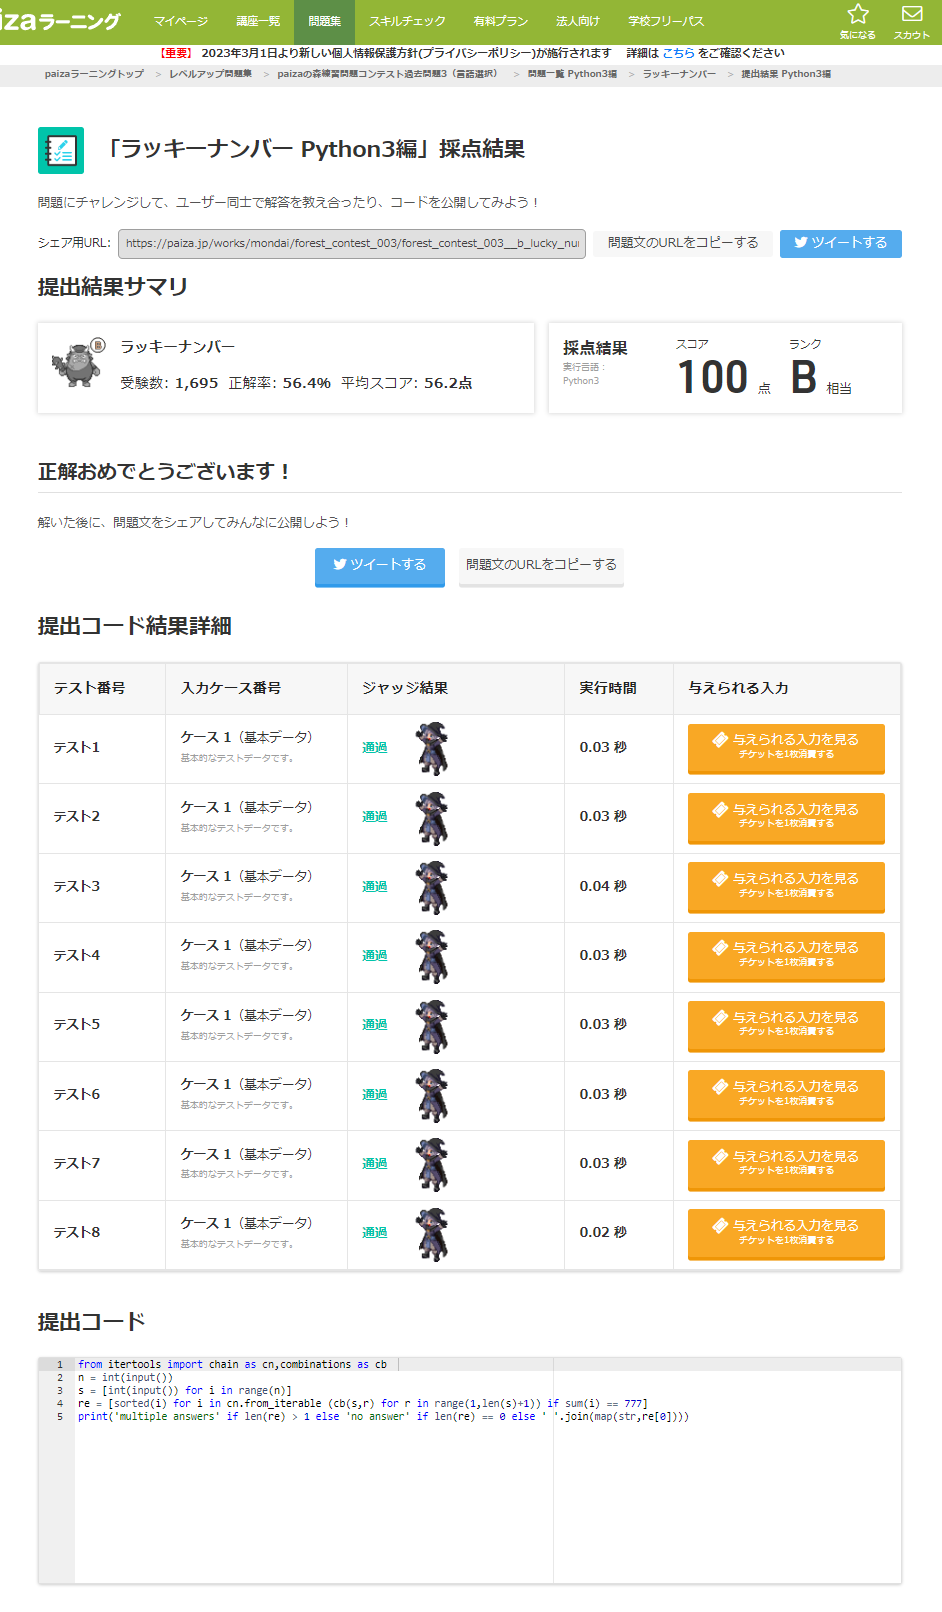 izaラーニング
マイページ 講座一覧 問題集 スキルチェック 有料プラン 法人向け 学校フリーパス 気になる スカウト
【重要】 2023年3月1日より新しい個人情報保護方針(プライバシーポリシー)が施行されます 詳細は こちら をご確認ください
paizaラーニングトップ > レベルアップ問題集 > paizaの森練習問題コンテスト過去問題3（言語選択） > 問題一覧 Python3編 > ラッキーナンバー > 提出結果 Python3編
「ラッキーナンバー Python3編」採点結果
問題にチャレンジして、ユーザー同士で解答を教え合ったり、コードを公開してみよう！
シェア用URL: https://paiza.jp/works/mondai/forest_contest_003/forest_contest_003__b_lucky_nu 問題文のURLをコピーする ツイートする
提出結果サマリ
B ラッキーナンバー
受験数: 1,695 正解率: 56.4% 平均スコア: 56.2点
採点結果 スコア ランク
実行言語：
Python3
100 点 B 相当
正解おめでとうございます！
解いた後に、問題文をシェアしてみんなに公開しよう！
ツイートする 問題文のURLをコピーする
提出コード結果詳細
テスト番号 入力ケース番号 ジャッジ結果 実行時間 与えられる入力
テスト1 ケース 1（基本データ） 通過 0.03 秒 与えられる入力を見る
基本的なテストデータです。 チケットを1枚消費する
テスト2 ケース 1（基本データ） 通過 0.03 秒 与えられる入力を見る
基本的なテストデータです。 チケットを1枚消費する
テスト3 ケース 1（基本データ） 通過 0.04 秒 与えられる入力を見る
基本的なテストデータです。 チケットを1枚消費する
テスト4 ケース 1（基本データ） 通過 0.03 秒 与えられる入力を見る
基本的なテストデータです。 チケットを1枚消費する
テスト5 ケース 1（基本データ） 通過 0.03 秒 与えられる入力を見る
基本的なテストデータです。 チケットを1枚消費する
テスト6 ケース 1（基本データ） 通過 0.03 秒 与えられる入力を見る
基本的なテストデータです。 チケットを1枚消費する
テスト7 ケース 1（基本データ） 通過 0.03 秒 与えられる入力を見る
基本的なテストデータです。 チケットを1枚消費する
テスト8 ケース 1（基本データ） 通過 0.02 秒 与えられる入力を見る
基本的なテストデータです。 チケットを1枚消費する
提出コード
1 from itertools import chain as cn,combinations as cb
2 n = int(input())
3 s = [int(input()) for i in range(n)]
4 re = [sorted(i) for i in cn.from_iterable (cb(s,r) for r in range(1,len(s)+1)) if sum(i) == 777]
5 print('multiple answers' if len(re) > 1 else 'no answer' if len(re) == 0 else ' '.join(map(str,re[0])))